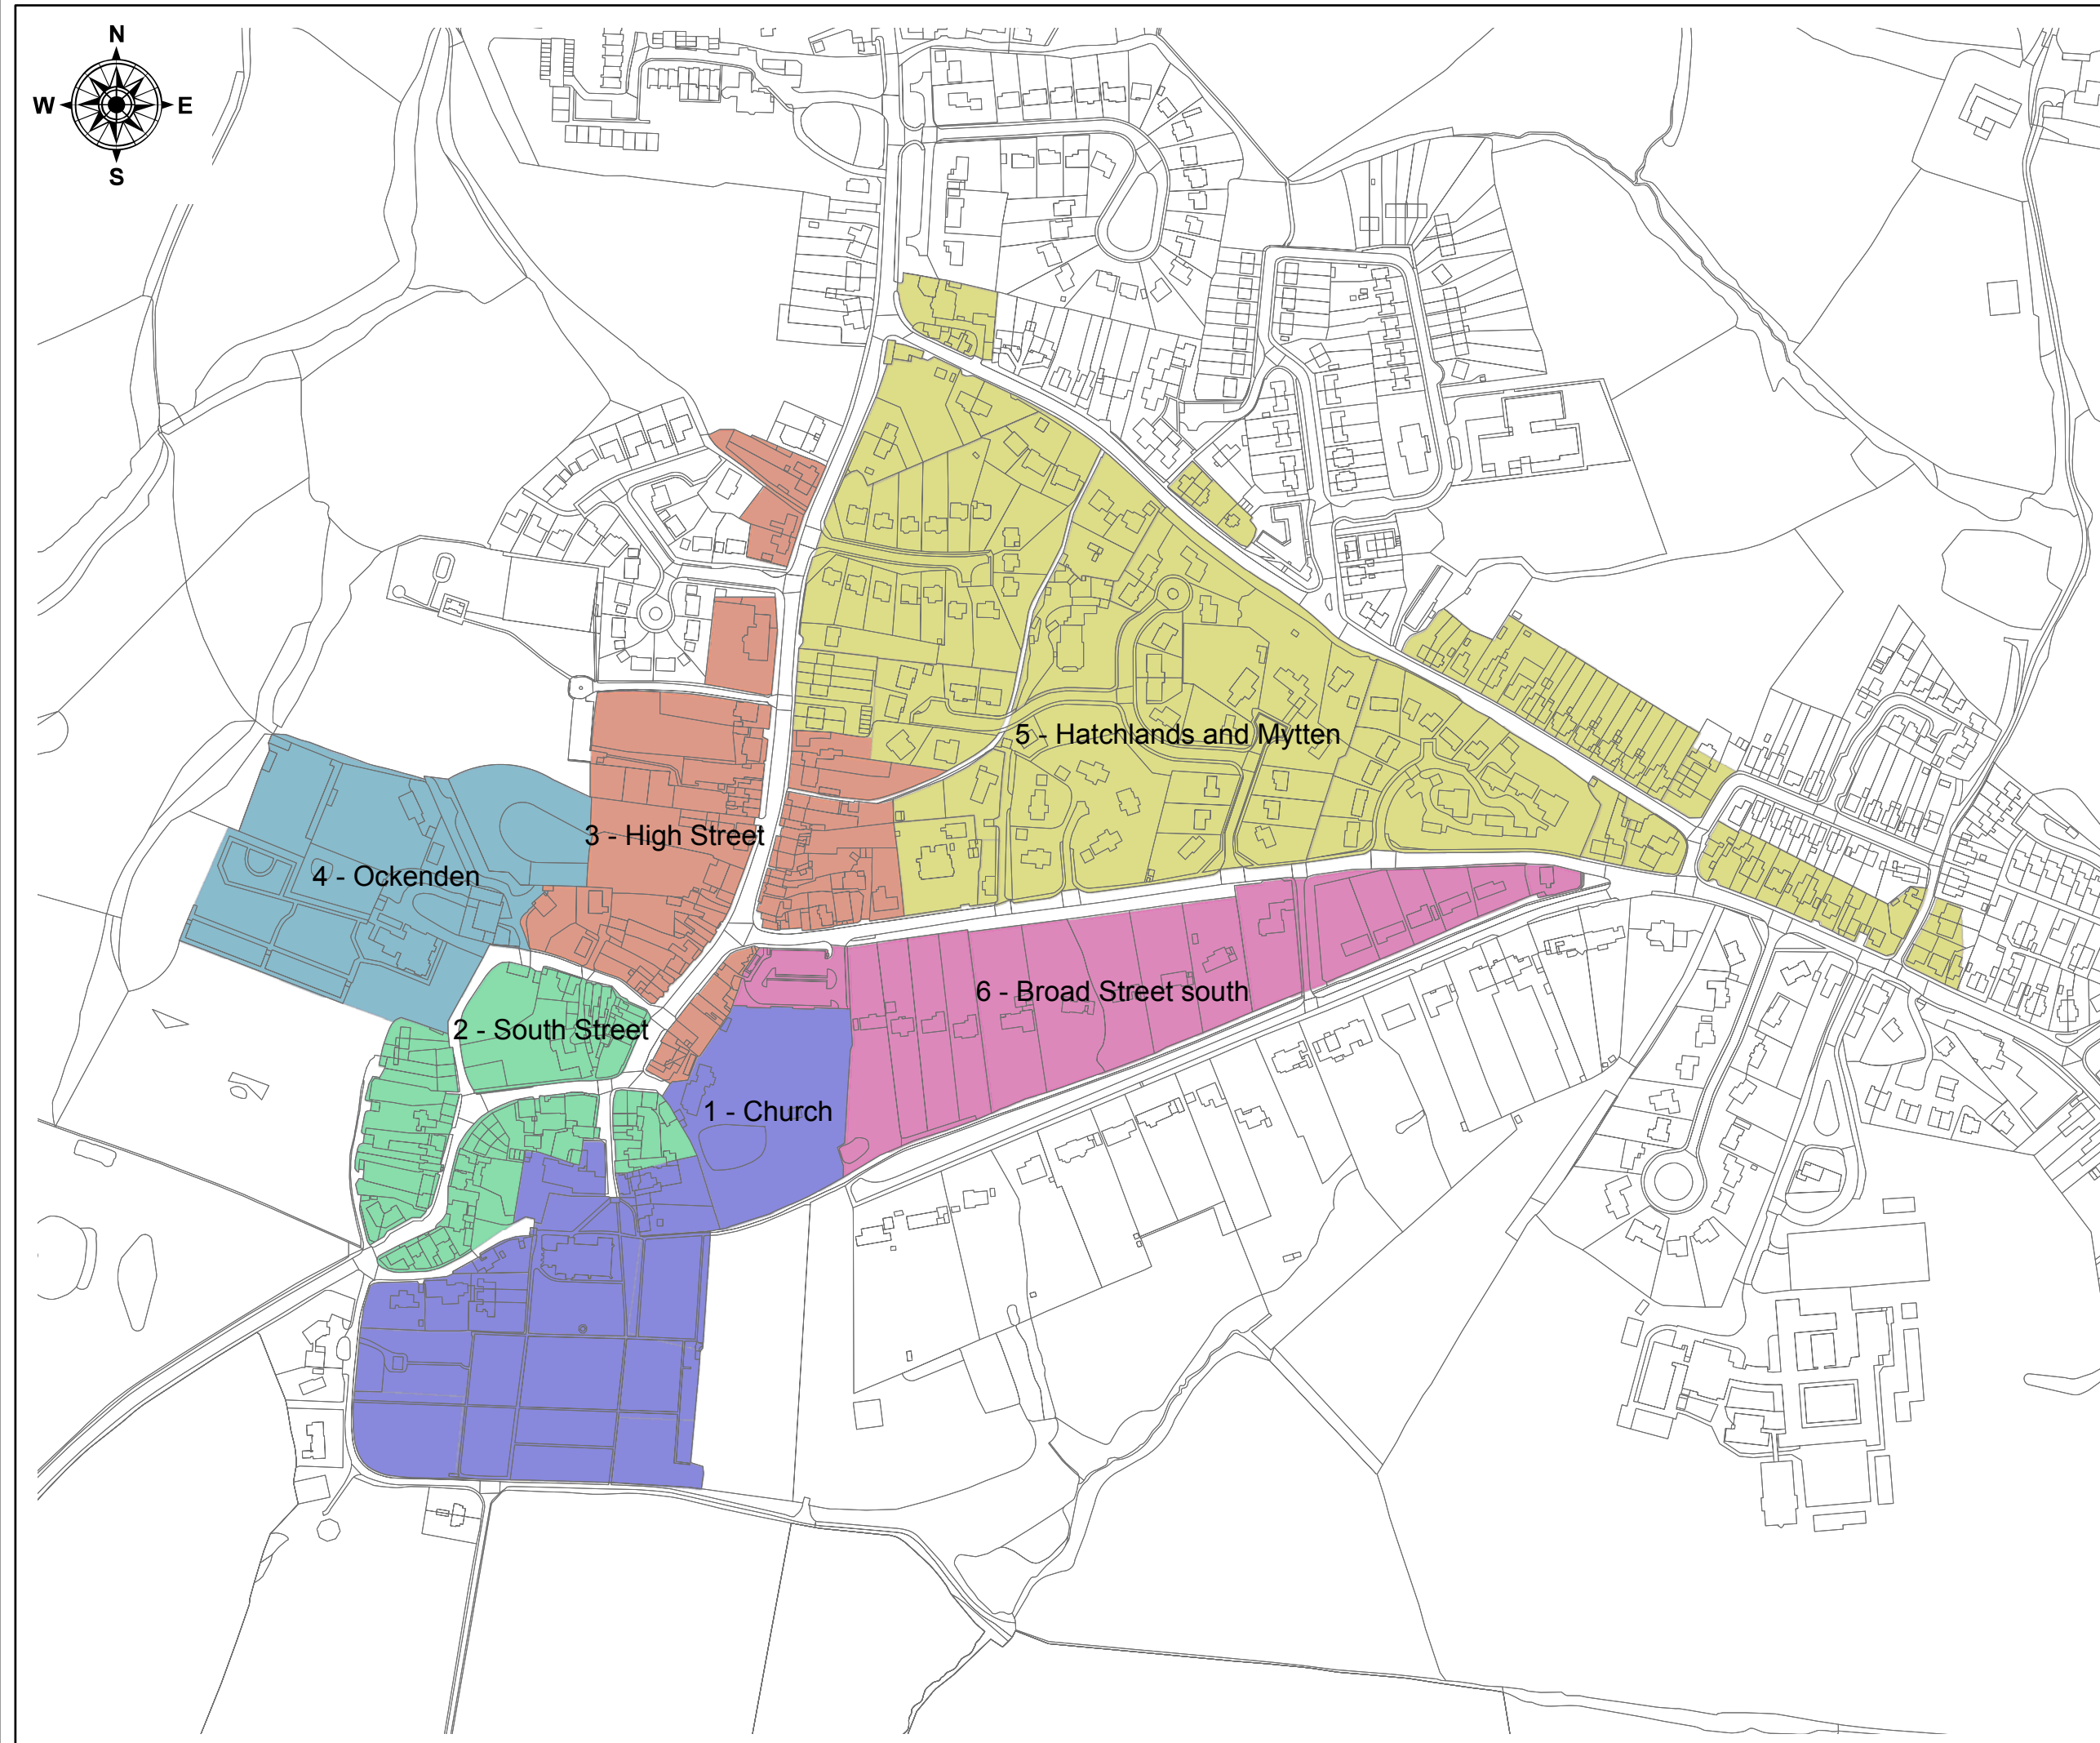 N
W E
S
5 - Hatchlands and Mytten
3 - High Street
4 - Ockenden
6 - Broad Street south
2 - South Street
1 - Church